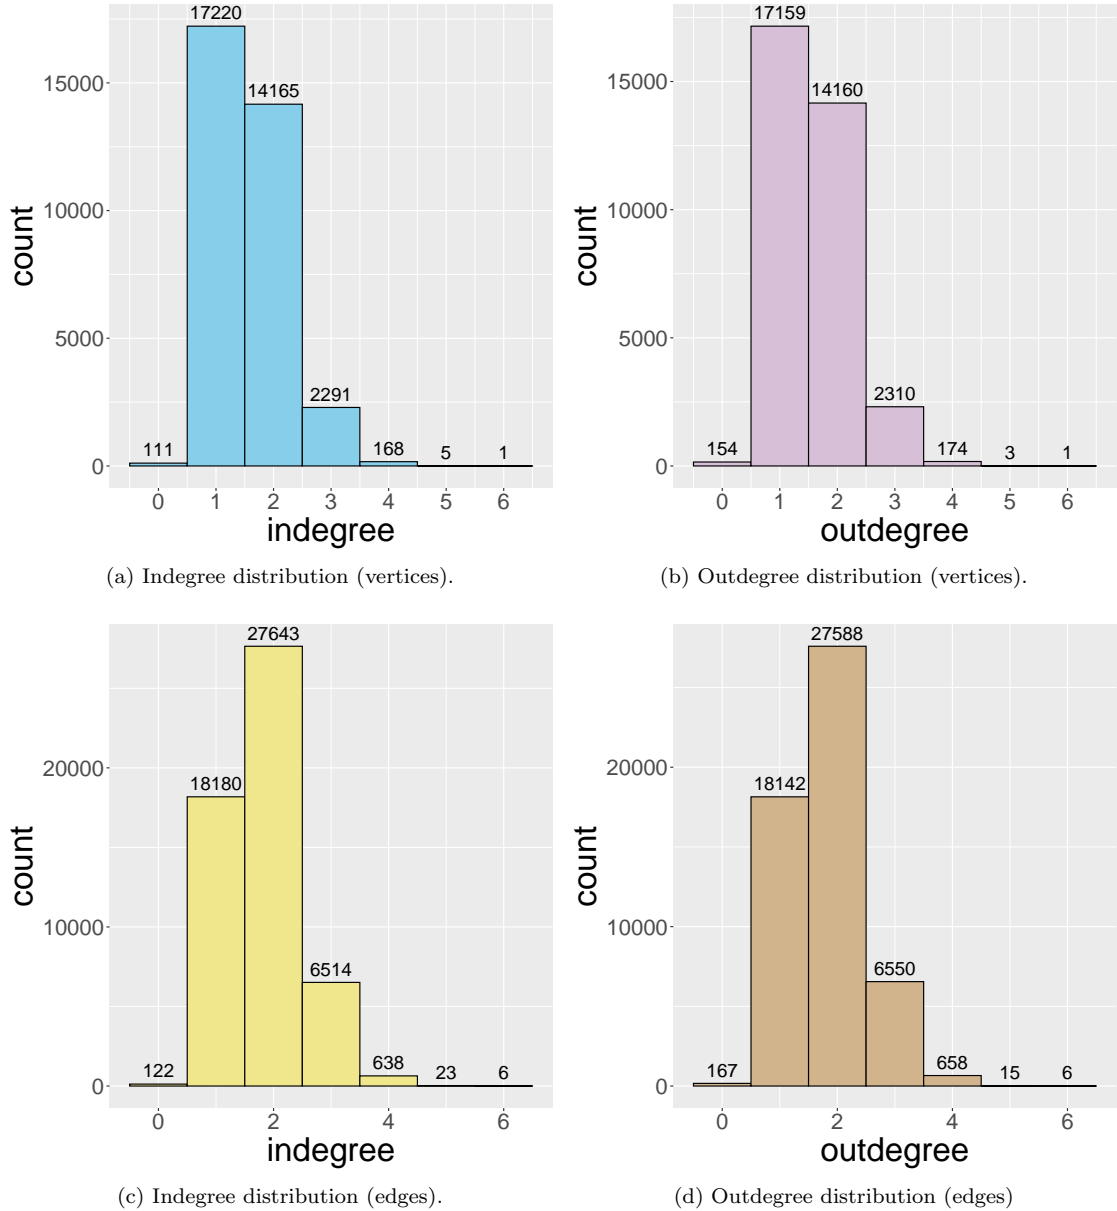 17220
14165
2291
111
168
5
1
count
15000
10000
5000
0
0 1 2 3 4 5 6
indegree
(a) Indegree distribution (vertices).
17159
14160
2310
154
174
3
1
count
15000
10000
5000
0
0 1 2 3 4 5 6
outdegree
(b) Outdegree distribution (vertices).
27643
18180
6514
122
638
23
6
count
20000
10000
0
0 2 4 6
indegree
(c) Indegree distribution (edges).
27588
18142
6550
167
658
15
6
count
20000
10000
0
0 2 4 6
outdegree
(d) Outdegree distribution (edges)